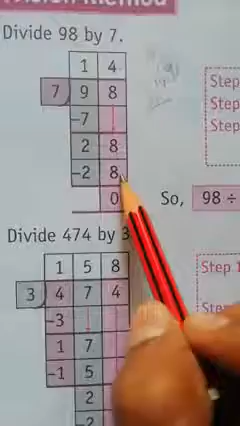 Division Method
Divide 98 by 7.
1 4
7 9 8
-7
2 8
-2 8
0
Step
Step
Step
So, 98 ÷
Divide 474 by 3
1 5 8
3 4 7 4
-3
1 7
-1 5
2
-2
Step 1
Ste